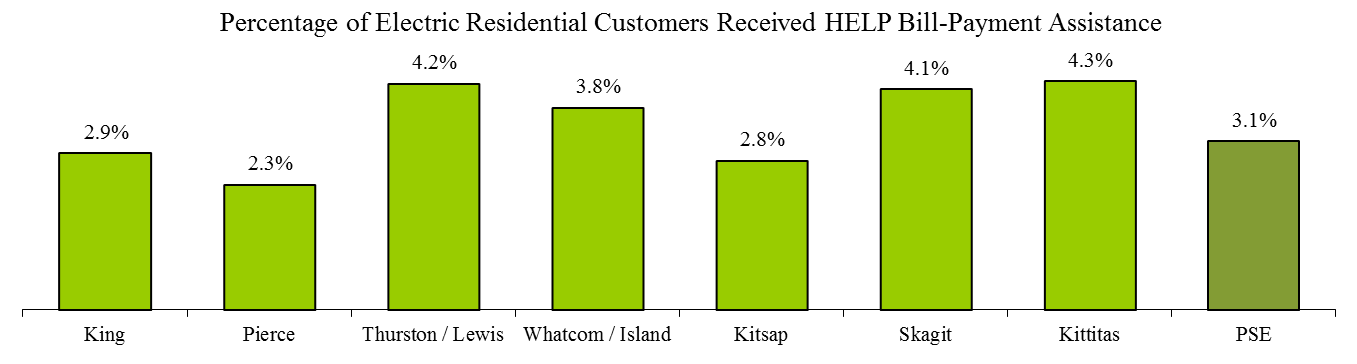 Percentage of Electric Residential Customers Received HELP Bill-Payment Assistance
2.9%
2.3%
4.2%
3.8%
2.8%
4.1%
4.3%
3.1%
King
Pierce
Thurston / Lewis
Whatcom / Island
Kitsap
Skagit
Kittitas
PSE